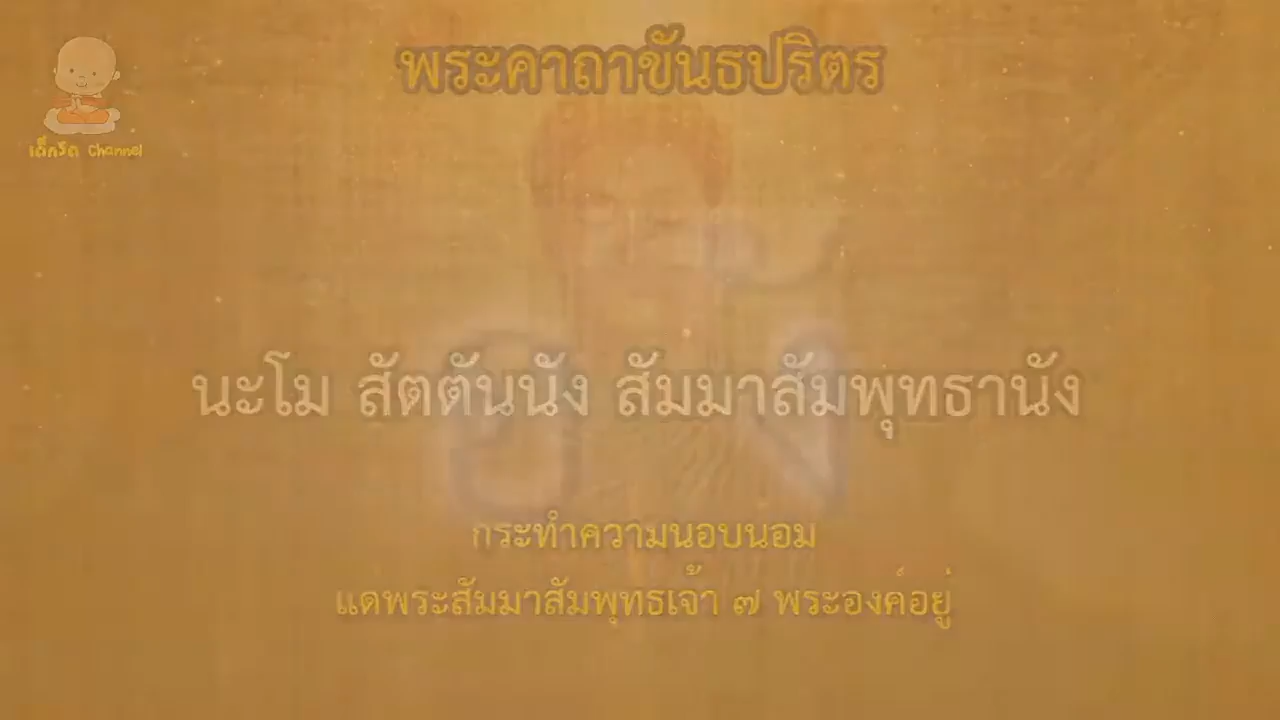 พระคาถาขันธปริตร
เด็กวัด Channel
นะโม สัตตันนัง สัมมาสัมพุทธานัง
กระทำความนอบนอม
แด่พระสัมมาสัมพุทธเจ้า ๗ พระองค์อยู่